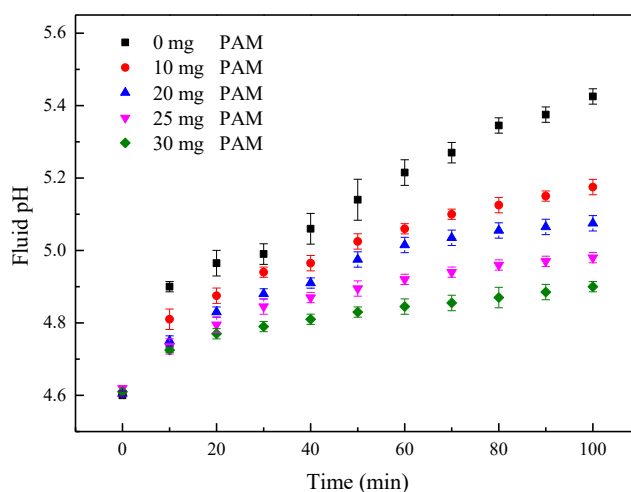 5.6
5.4
5.2
5.0
4.8
4.6
Fluid pH
0 mg PAM
10 mg PAM
20 mg PAM
25 mg PAM
30 mg PAM
0 20 40 60 80 100
Time (min)